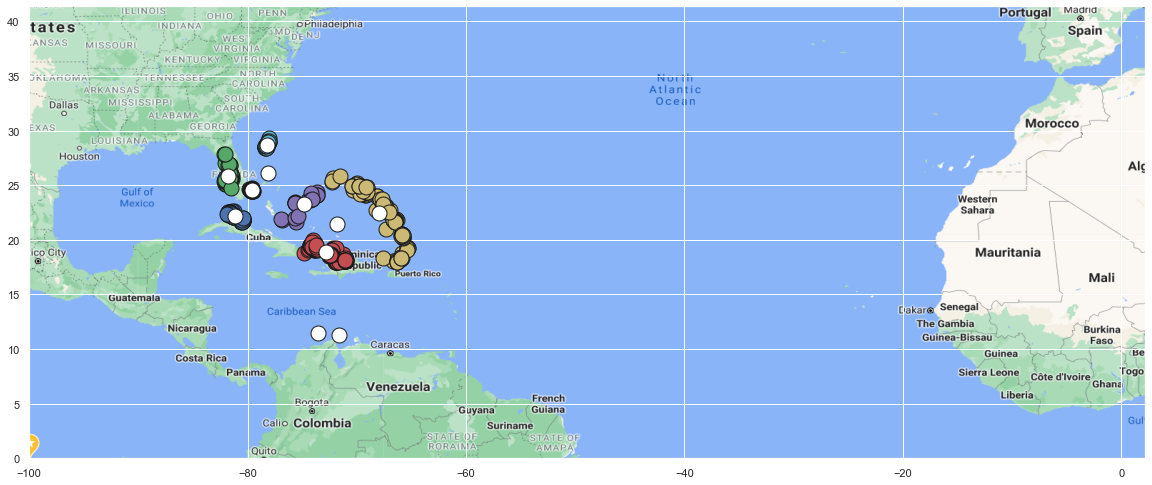 ILLINOIS
OHIO
PENN
Philadelphia
tates
INDIANA
MD
DE NJ
KANSAS
MISSOURI
WEST
VIRGINIA
KENTUCKY
VIRGINIA
OKLAHOMA
TENNESSEE
NORTH
CAROLINA
ARKANSAS
Dallas
MISSISSIPPI
SOUTH
CAROLINA
ALABAMA
EXAS
GEORGIA
LOUISIANA
Houston
Gulf of
Mexico
Cuba
ico City
Puerto Rico
Guatemala
Caribbean Sea
Nicaragua
Caracas
Costa Rica
Panama
Venezuela
Bogota
Guyana
French
Guiana
Cali
Colombia
Suriname
STATE OF
RORAIMA
STATE OF
AMAPA
Quito
North
Atlantic
Ocean
Portugal
Madrid
Spain
Morocco
Alg
Western
Sahara
Mauritania
Mali
Dakar
Senegal
The Gambia
Guinea-Bissau
Burkina
Faso
Guinea
Be
Sierra Leone
Côte d'Ivoire
Togo
Ghana
Liberia
Gulf
40
35
30
25
20
15
10
5
0
−100
−80
−60
−40
−20
0